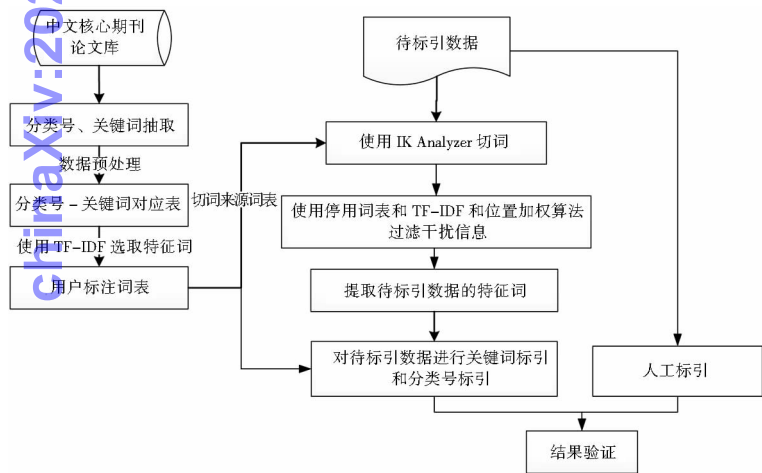 中文核心期刊
论文库
分类号、关键词抽取
数据预处理
分类号-关键词对应表
使用TF-IDF选取特征词
用户标注词表
切词来源词表
待标引数据
使用 IK Analyzer 切词
使用停用词表和 TF-IDF 和位置加权算法
过滤干扰信息
提取待标引数据的特征词
对待标引数据进行关键词标引
和分类号标引
人工标引
结果验证
chinaXiv:202